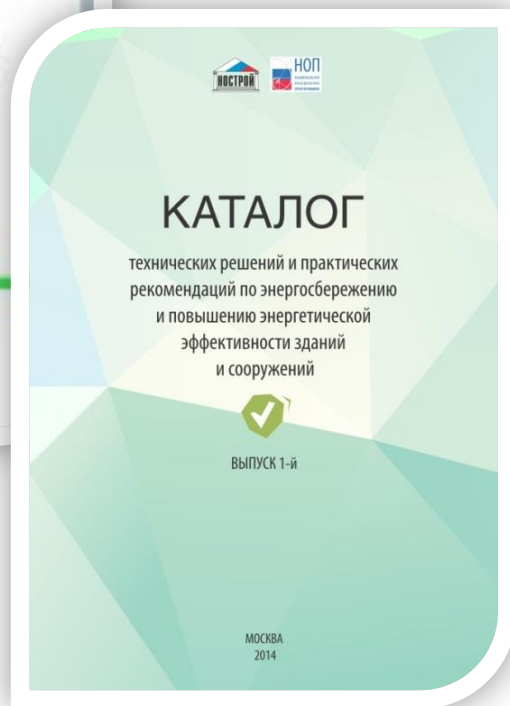 НОСТРОЙ
НОП
КАТАЛОГ
технических решений и практических
рекомендаций по энергосбережению
и повышению энергетической
эффективности зданий
и сооружений
ВЫПУСК 1-й
МОСКВА
2014